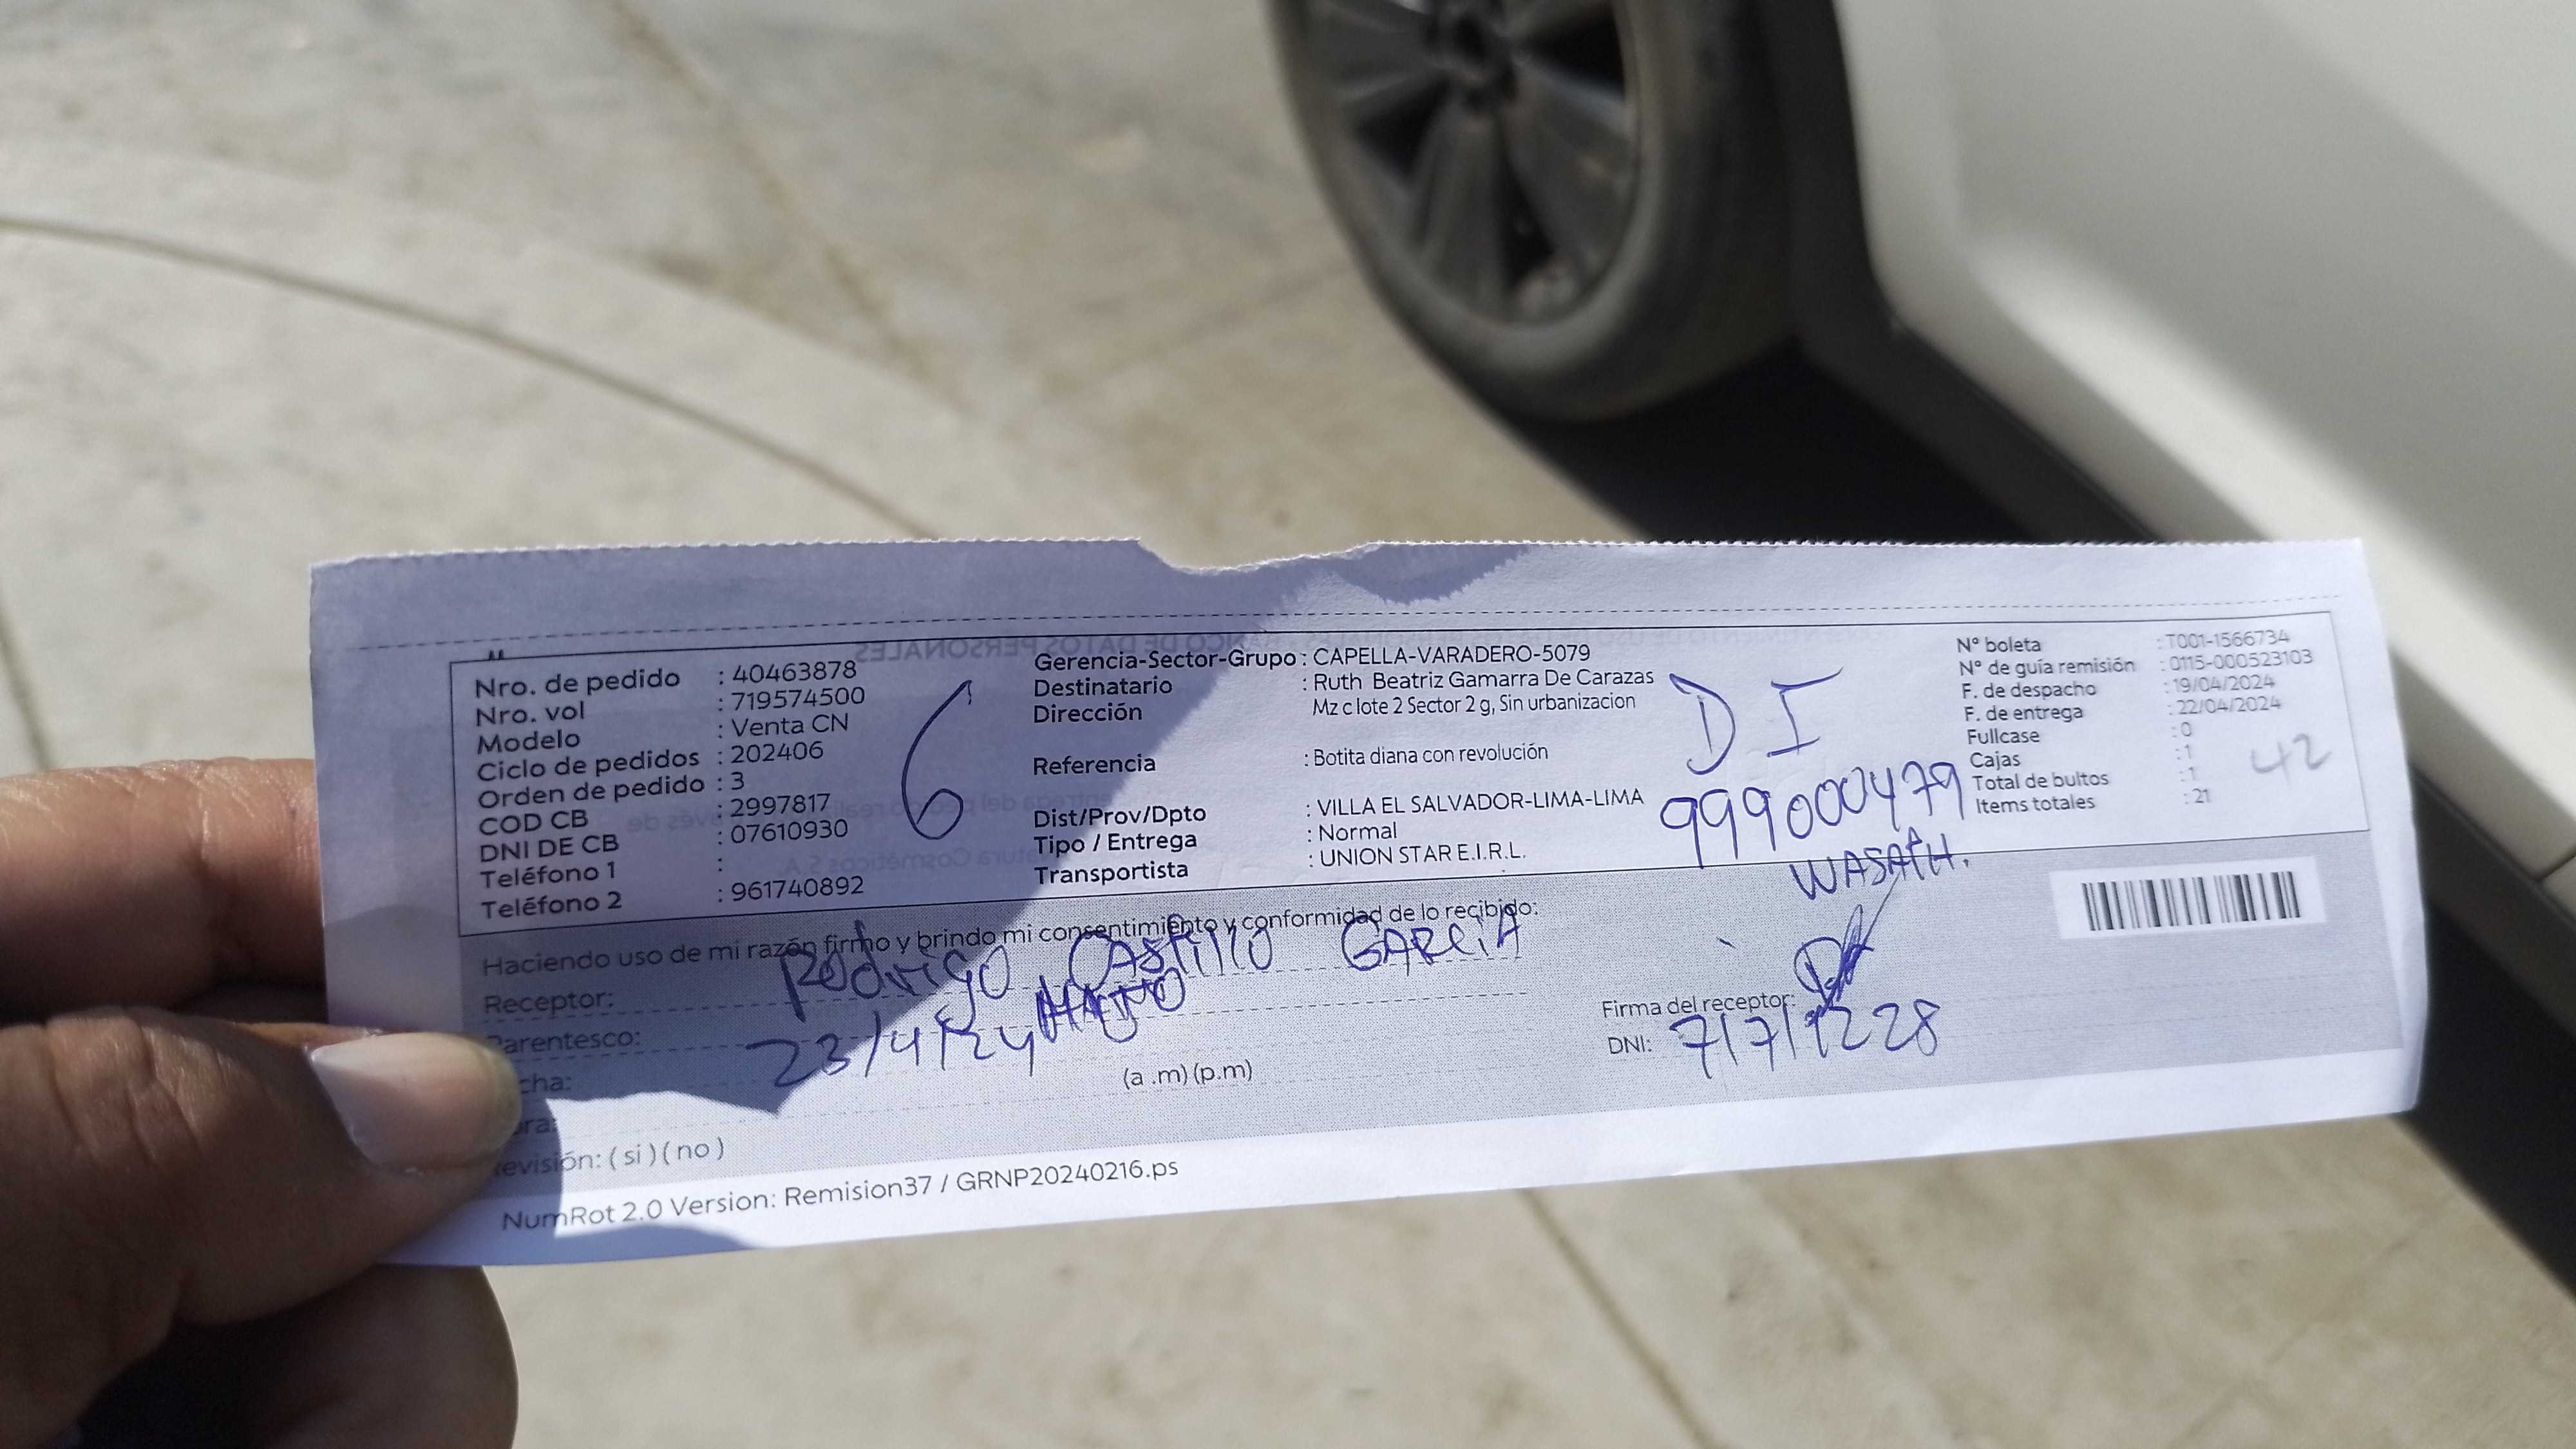 Nro. de pedido : 40463878
Nro. vol : 719574500
Modelo : Venta CN
Ciclo de pedidos : 202406
Orden de pedido : 3
COD CB : 2997817
DNI DE CB : 07610930
Teléfono 1 :
Teléfono 2 : 961740892
6
Gerencia-Sector-Grupo : CAPELLA-VARADERO-5079
Destinatario : Ruth Beatriz Gamarra De Carazas
Dirección Mz c lote 2 Sector 2 g, Sin urbanizacion
Referencia : Botita diana con revolución
Dist/Prov/Dpto : VILLA EL SALVADOR-LIMA-LIMA
Tipo / Entrega : Normal
Transportista : UNION STAR E.I.R.L.
DI
999000479
Nº boleta : T001-1566734
Nº de guía remisión : 0115-000523103
F. de despacho : 19/04/2024
F. de entrega : 22/04/2024
Fullcase : 0
Cajas : 1
Total de bultos : 1
Items totales : 21
42
Haciendo uso de mi razón firmo y brindo mi consentimiento y conformidad de lo recibido:
Receptor: Rodrigo Castillo GARCIA
Parentesco:
cha: 23/4/24
ora: (a .m) (p.m)
evisión: ( si ) ( no )
Firma del receptor:
DNI: 7/7/1228
NumRot 2.0 Version: Remision37 / GRNP20240216.ps